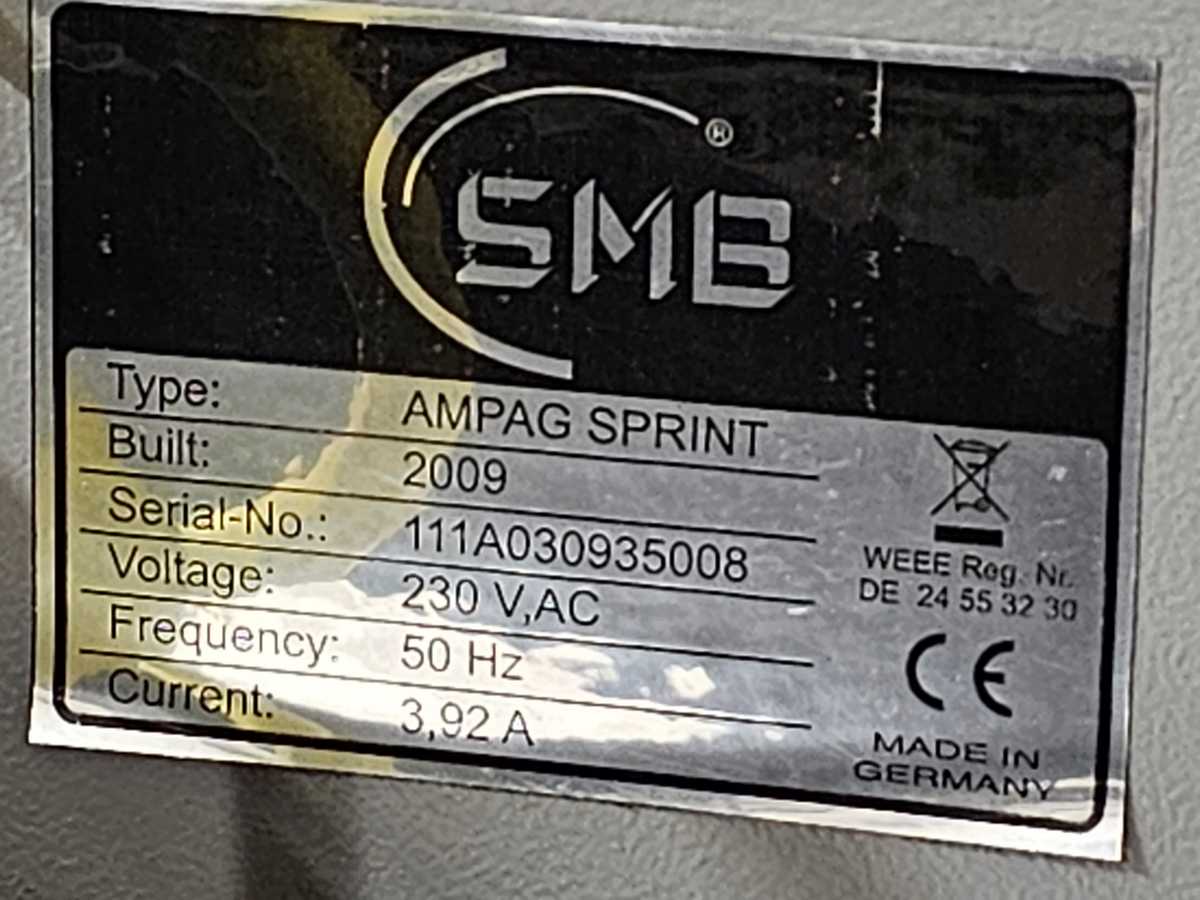 SMB®
Type: AMPAG SPRINT
Built: 2009
Serial-No.: 111A030935008
Voltage: 230 V,AC
Frequency: 50 Hz
Current: 3,92 A
WEEE Reg. Nr.
DE 24 55 32 30
CE
MADE IN
GERMANY